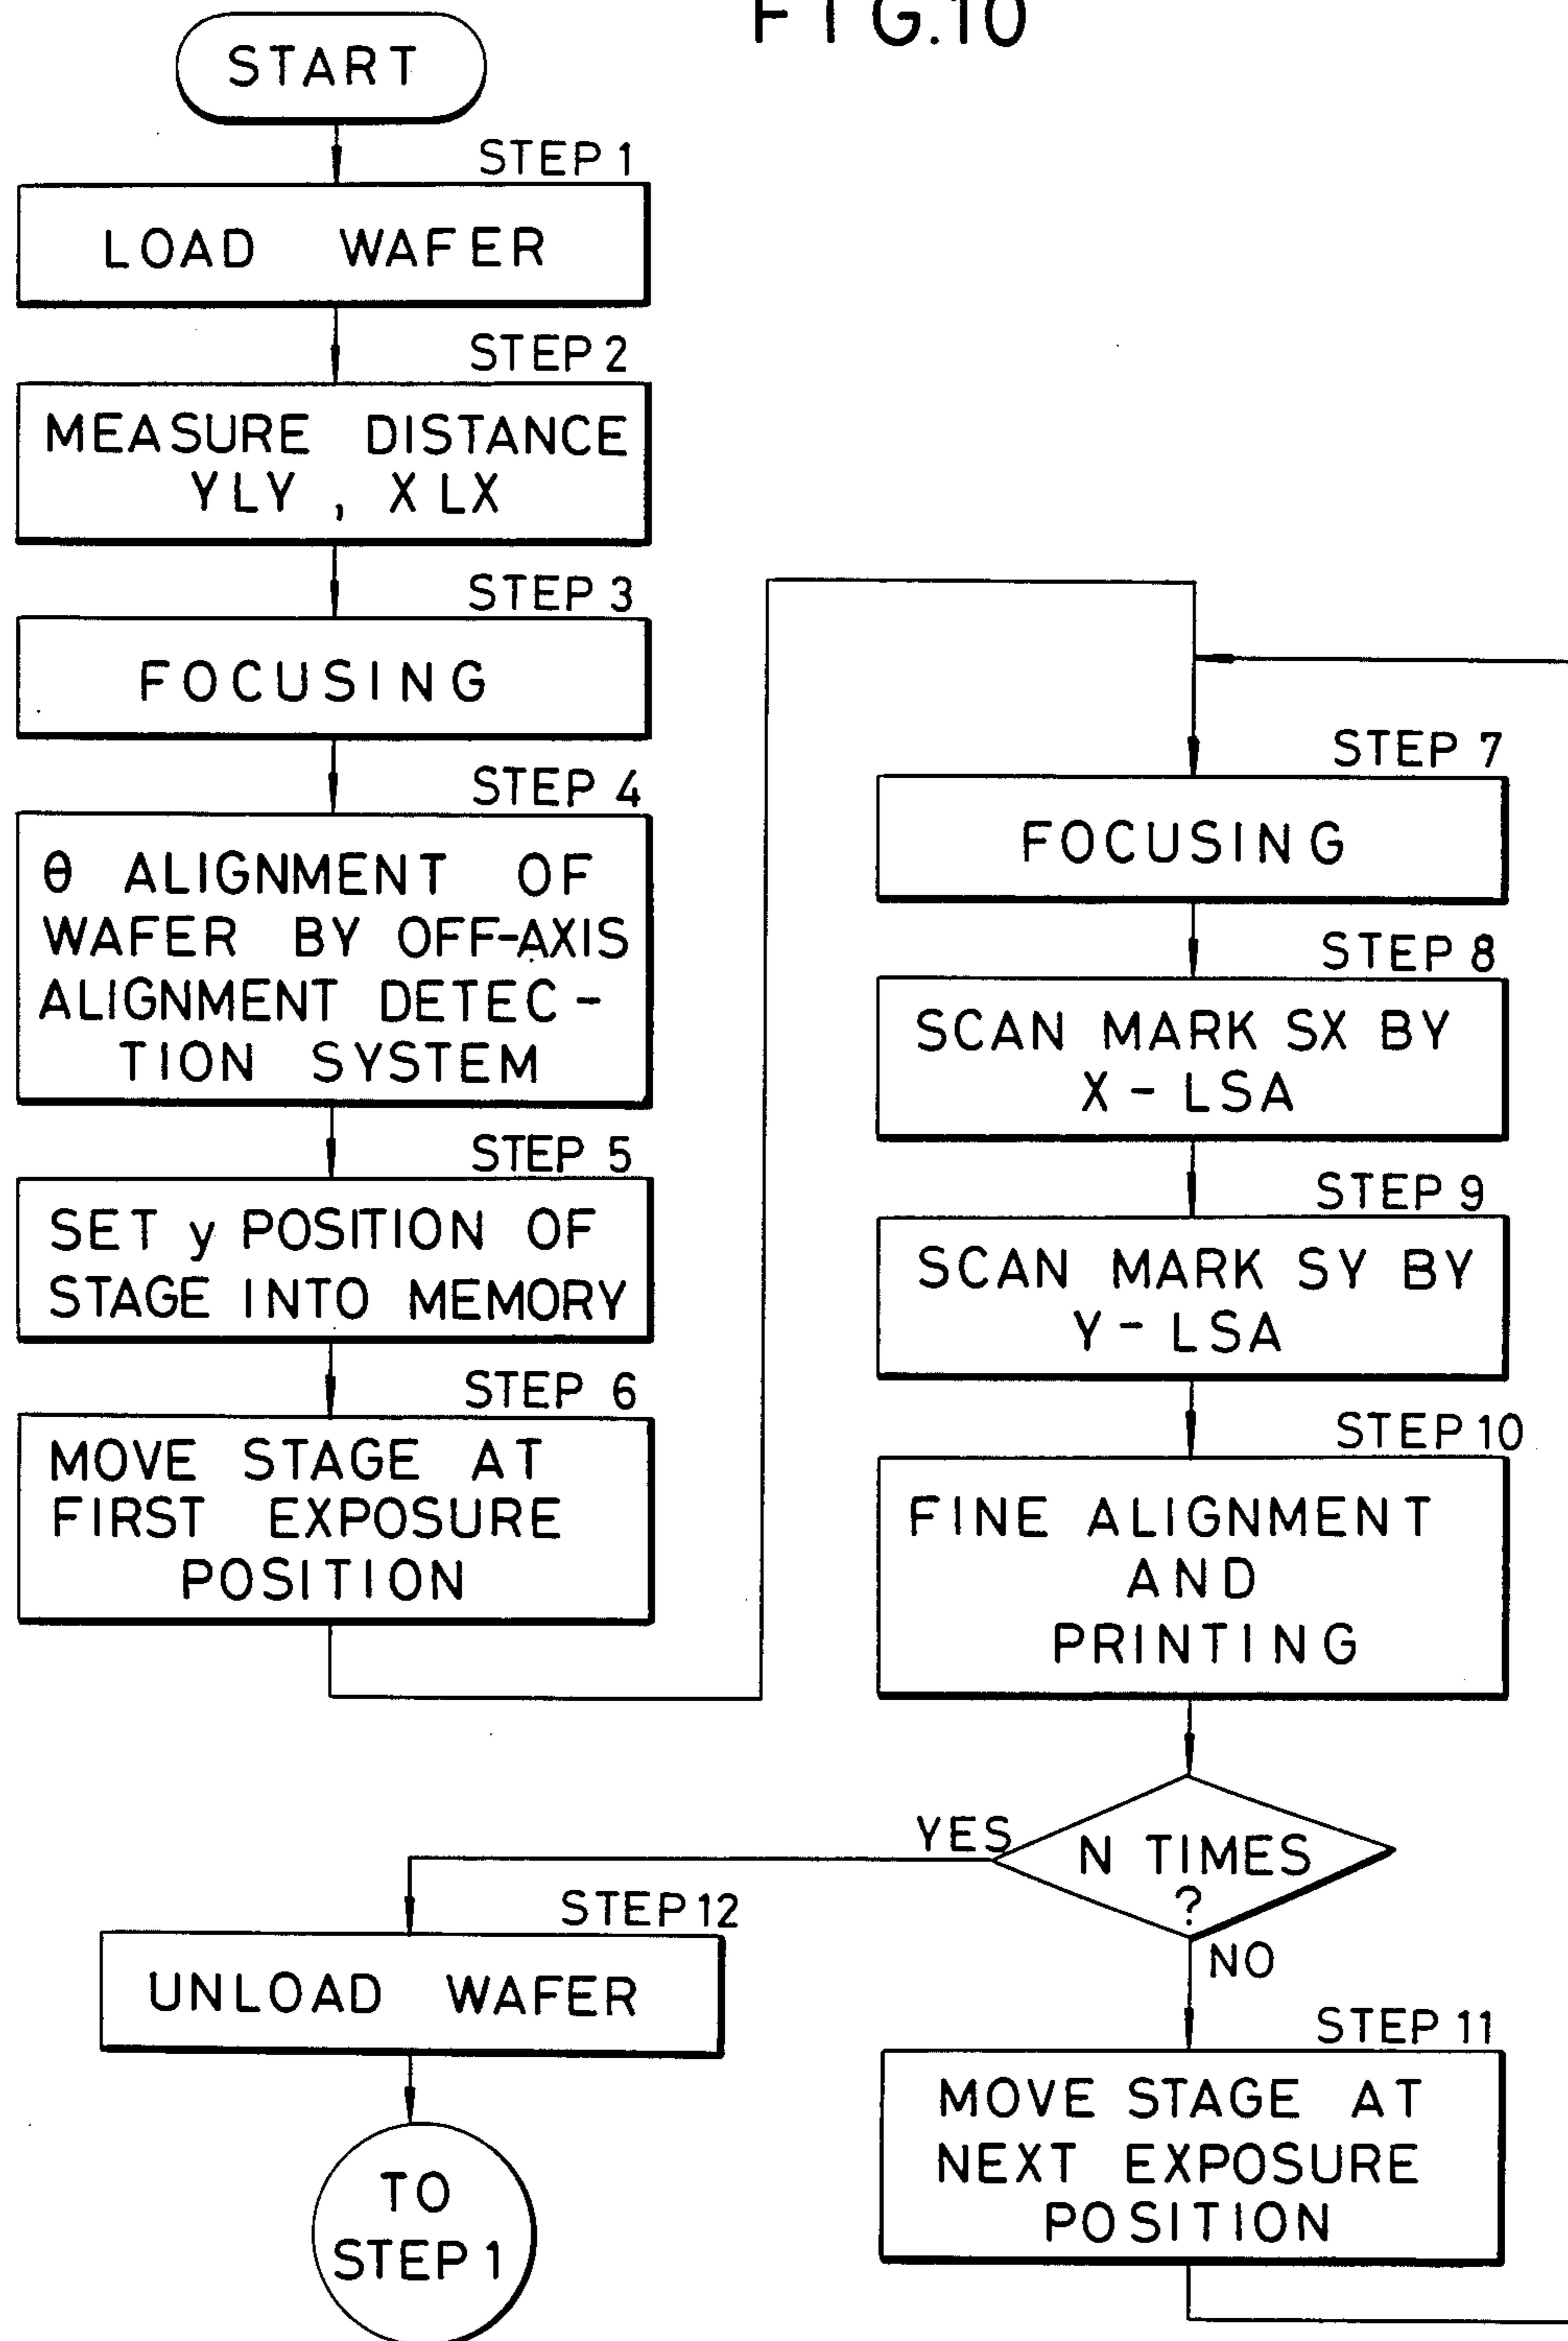 FIG.10
START
STEP 1
LOAD WAFER
STEP 2
MEASURE DISTANCE
YLY , XLX
STEP 3
FOCUSING
STEP 4
θ ALIGNMENT OF
WAFER BY OFF-AXIS
ALIGNMENT DETEC-
TION SYSTEM
STEP 5
SET y POSITION OF
STAGE INTO MEMORY
STEP 6
MOVE STAGE AT
FIRST EXPOSURE
POSITION
STEP 7
FOCUSING
STEP 8
SCAN MARK SX BY
X - LSA
STEP 9
SCAN MARK SY BY
Y - LSA
STEP 10
FINE ALIGNMENT
AND
PRINTING
N TIMES
?
YES
NO
STEP 11
MOVE STAGE AT
NEXT EXPOSURE
POSITION
STEP 12
UNLOAD WAFER
TO
STEP 1